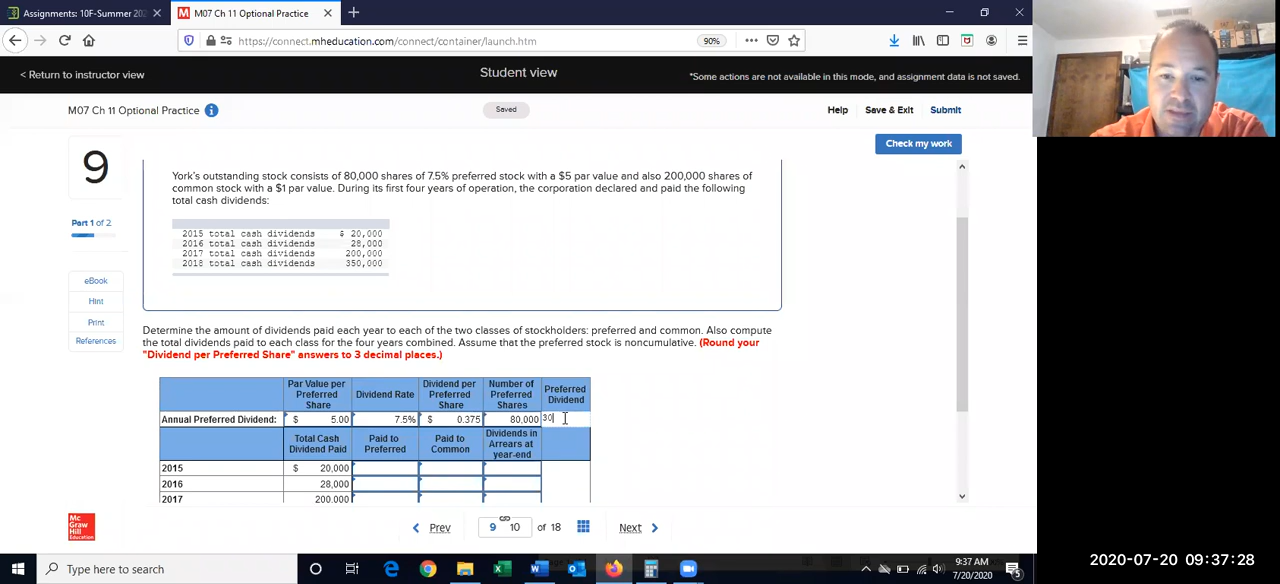 Assignments: 10F-Summer 202
M07 Ch 11 Optional Practice
https://connect.mheducation.com/connect/container/launch.htm
90%
< Return to instructor view
Student view
*Some actions are not available in this mode, and assignment data is not saved.
M07 Ch 11 Optional Practice
Saved
Help
Save & Exit
Submit
Check my work
9
Part 1 of 2
eBook
Hint
Print
References
York's outstanding stock consists of 80,000 shares of 7.5% preferred stock with a $5 par value and also 200,000 shares of
common stock with a $1 par value. During its first four years of operation, the corporation declared and paid the following
total cash dividends:
2015 total cash dividends $ 20,000
2016 total cash dividends 28,000
2017 total cash dividends 200,000
2018 total cash dividends 350,000
Determine the amount of dividends paid each year to each of the two classes of stockholders: preferred and common. Also compute
the total dividends paid to each class for the four years combined. Assume that the preferred stock is noncumulative. (Round your
"Dividend per Preferred Share" answers to 3 decimal places.)
Par Value per Preferred Share
Dividend Rate
Dividend per Preferred Share
Number of Preferred Shares
Preferred Dividend
Annual Preferred Dividend: $ 5.00 7.5% $ 0.375 80,000 30
Total Cash Dividend Paid
Paid to Preferred
Paid to Common
Dividends in Arrears at year-end
2015 $ 20,000
2016 28,000
2017 200,000
Mc Graw Hill Education
Prev
9 10 of 18
Next
Type here to search
9:37 AM
7/20/2020
5
2020-07-20 09:37:28